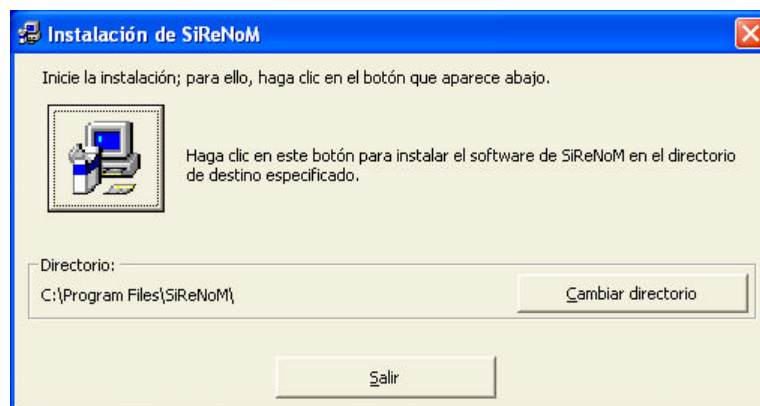 Instalación de SiReNoM
Inicie la instalación; para ello, haga clic en el botón que aparece abajo.
Haga clic en este botón para instalar el software de SiReNoM en el directorio
de destino especificado.
Directorio:
C:\Program Files\SiReNoM\
Cambiar directorio
Salir